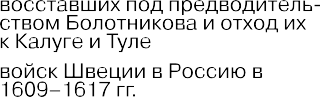 восставших под предводитель-
ством Болотникова и отход их
к Калуге и Туле
войск Швеции в Россию в
1609–1617 гг.